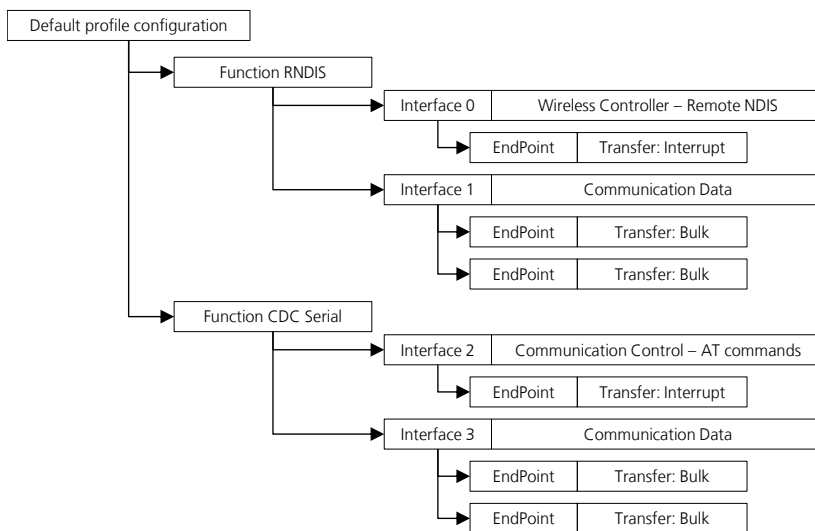 Default profile configuration
Function RNDIS
Interface 0 Wireless Controller – Remote NDIS
EndPoint Transfer: Interrupt
Interface 1 Communication Data
EndPoint Transfer: Bulk
EndPoint Transfer: Bulk
Function CDC Serial
Interface 2 Communication Control – AT commands
EndPoint Transfer: Interrupt
Interface 3 Communication Data
EndPoint Transfer: Bulk
EndPoint Transfer: Bulk